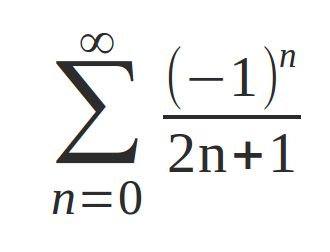 ∞
∑ (−1)ⁿ / 2n+1
n=0